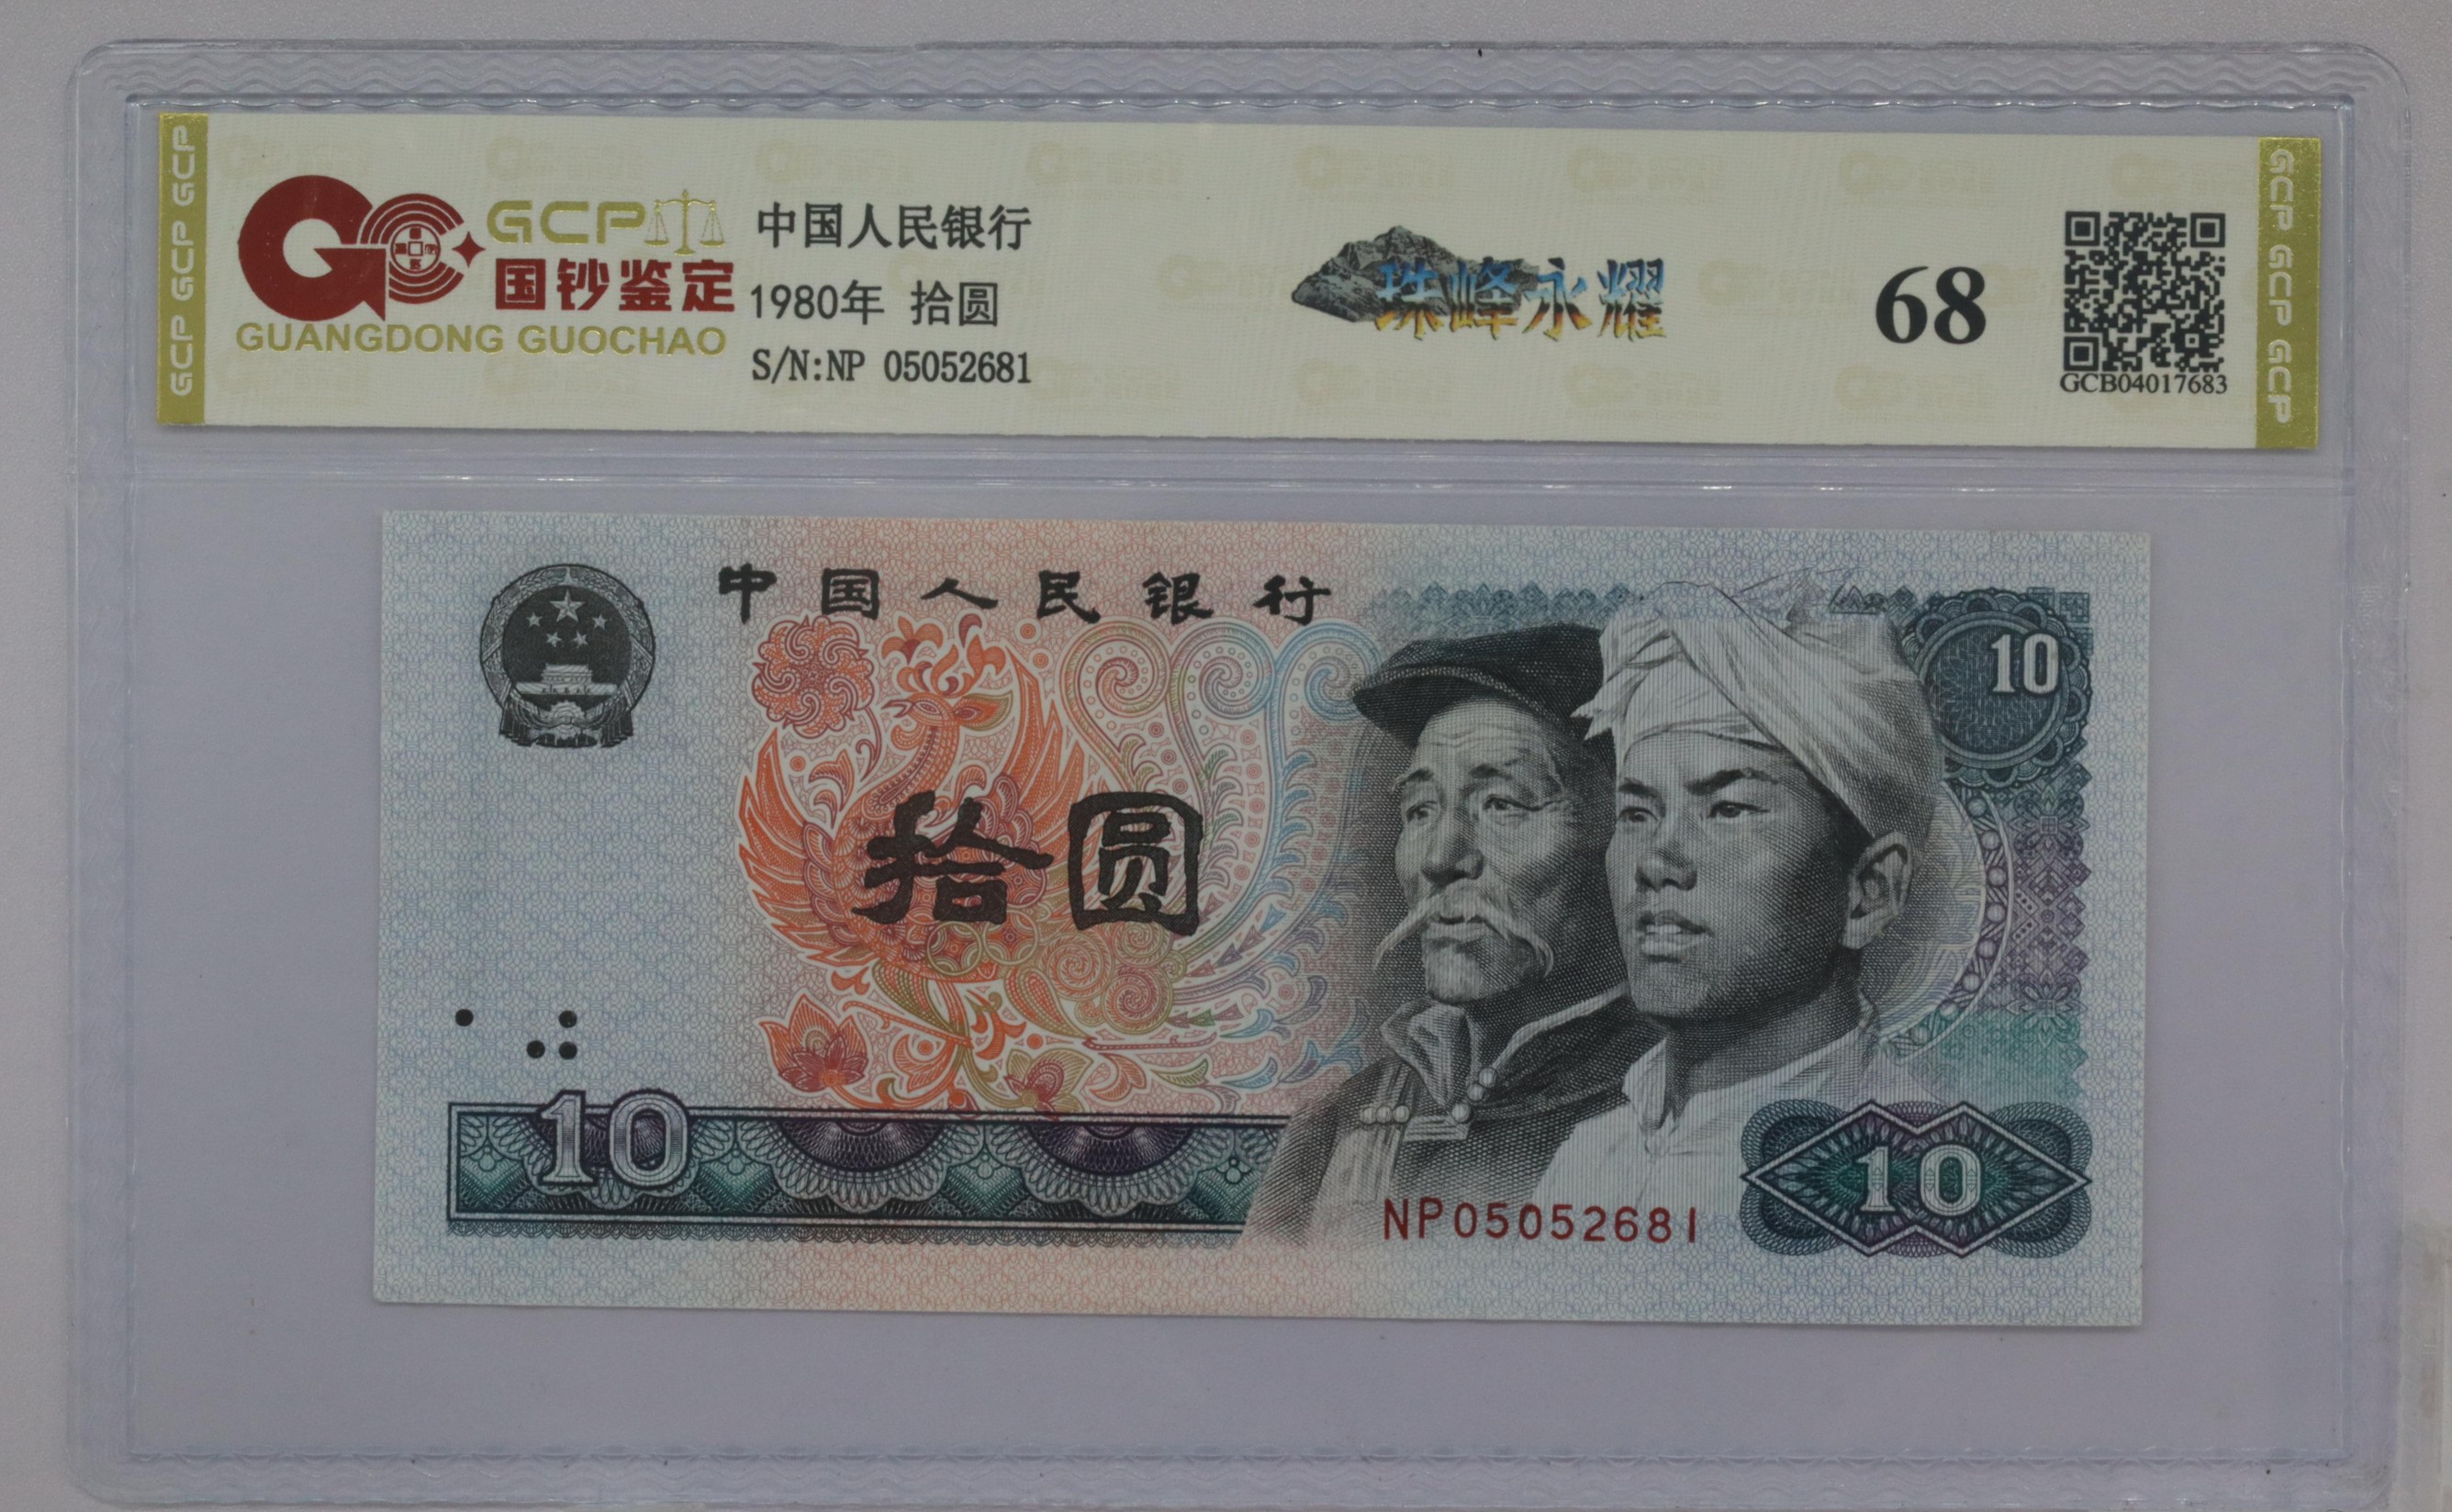 GCP GCP GCP
GCP
国钞鉴定
GUANGDONG GUOCHAO
中国人民银行
1980年 拾圆
S/N:NP 05052681
珠峰永耀
68
GCB04017683
GCP GCP GCP
中国人民银行
10
拾圆
10
NP05052681
10